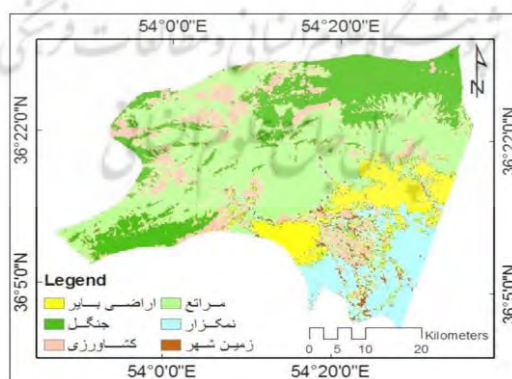 54°0'0"E 54°20'0"E
N
36°22'0"N 36°22'0"N
36°5'0"N 36°5'0"N
Legend
اراضی بایر مراتع
جنگل نمکزار
کشاورزی زمین شهر
Kilometers
0 5 10 20
54°0'0"E 54°20'0"E